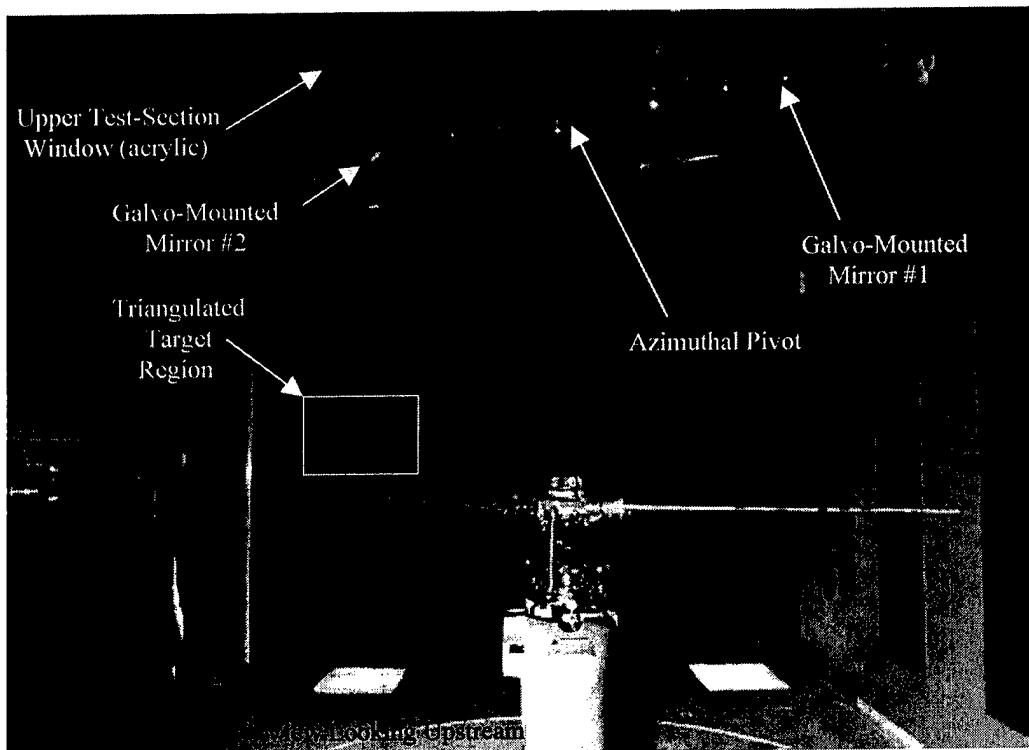 Upper Test-Section
Window (acrylic)
Galvo-Mounted
Mirror #2
Galvo-Mounted
Mirror #1
Triangulated
Target
Region
Azimuthal Pivot
View Looking Upstream